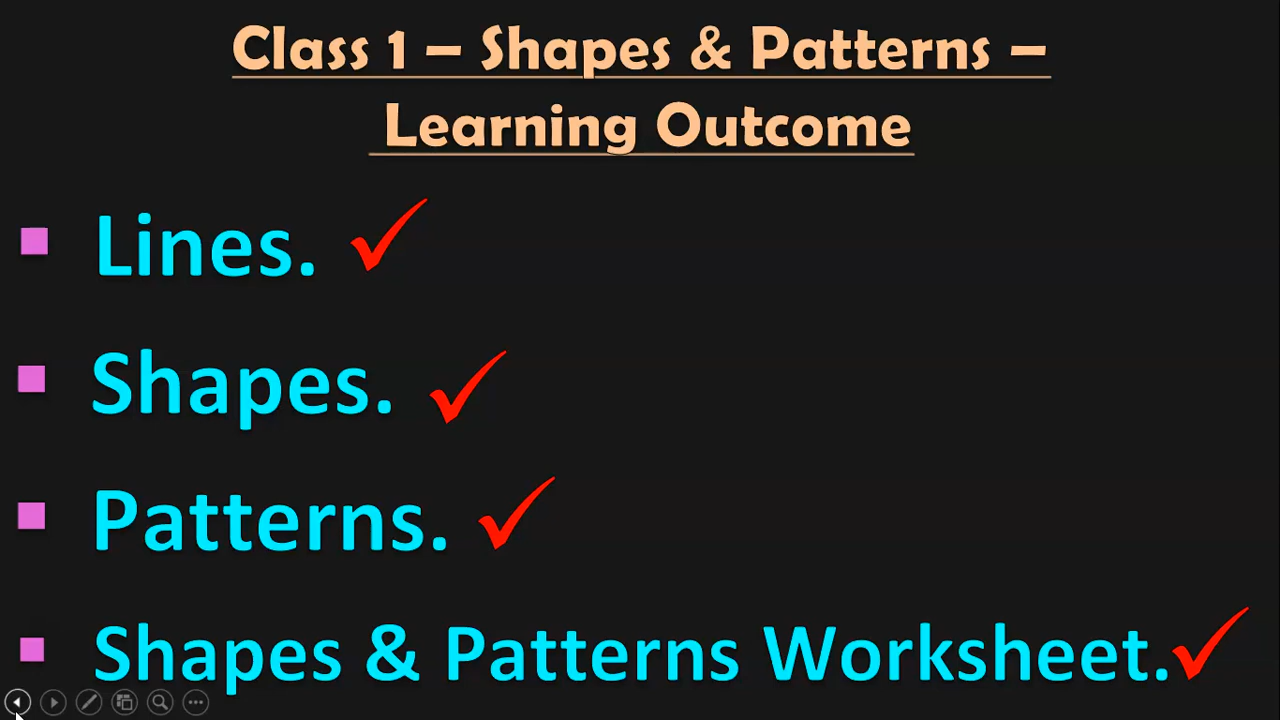 Class 1 – Shapes & Patterns –
Learning Outcome
Lines.
Shapes.
Patterns.
Shapes & Patterns Worksheet.